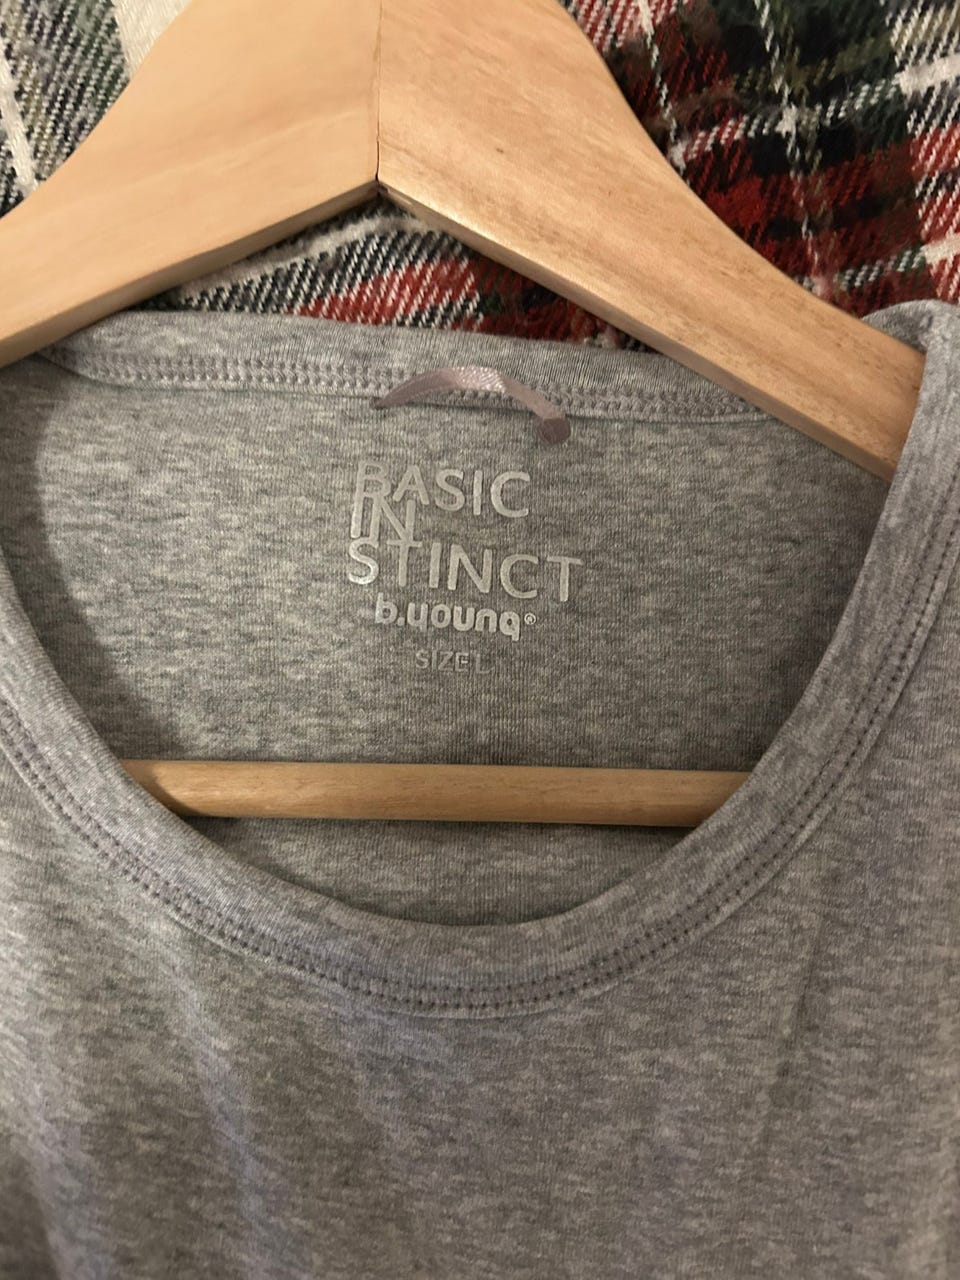 BASIC
IN
STINCT
b.young®
SIZE L